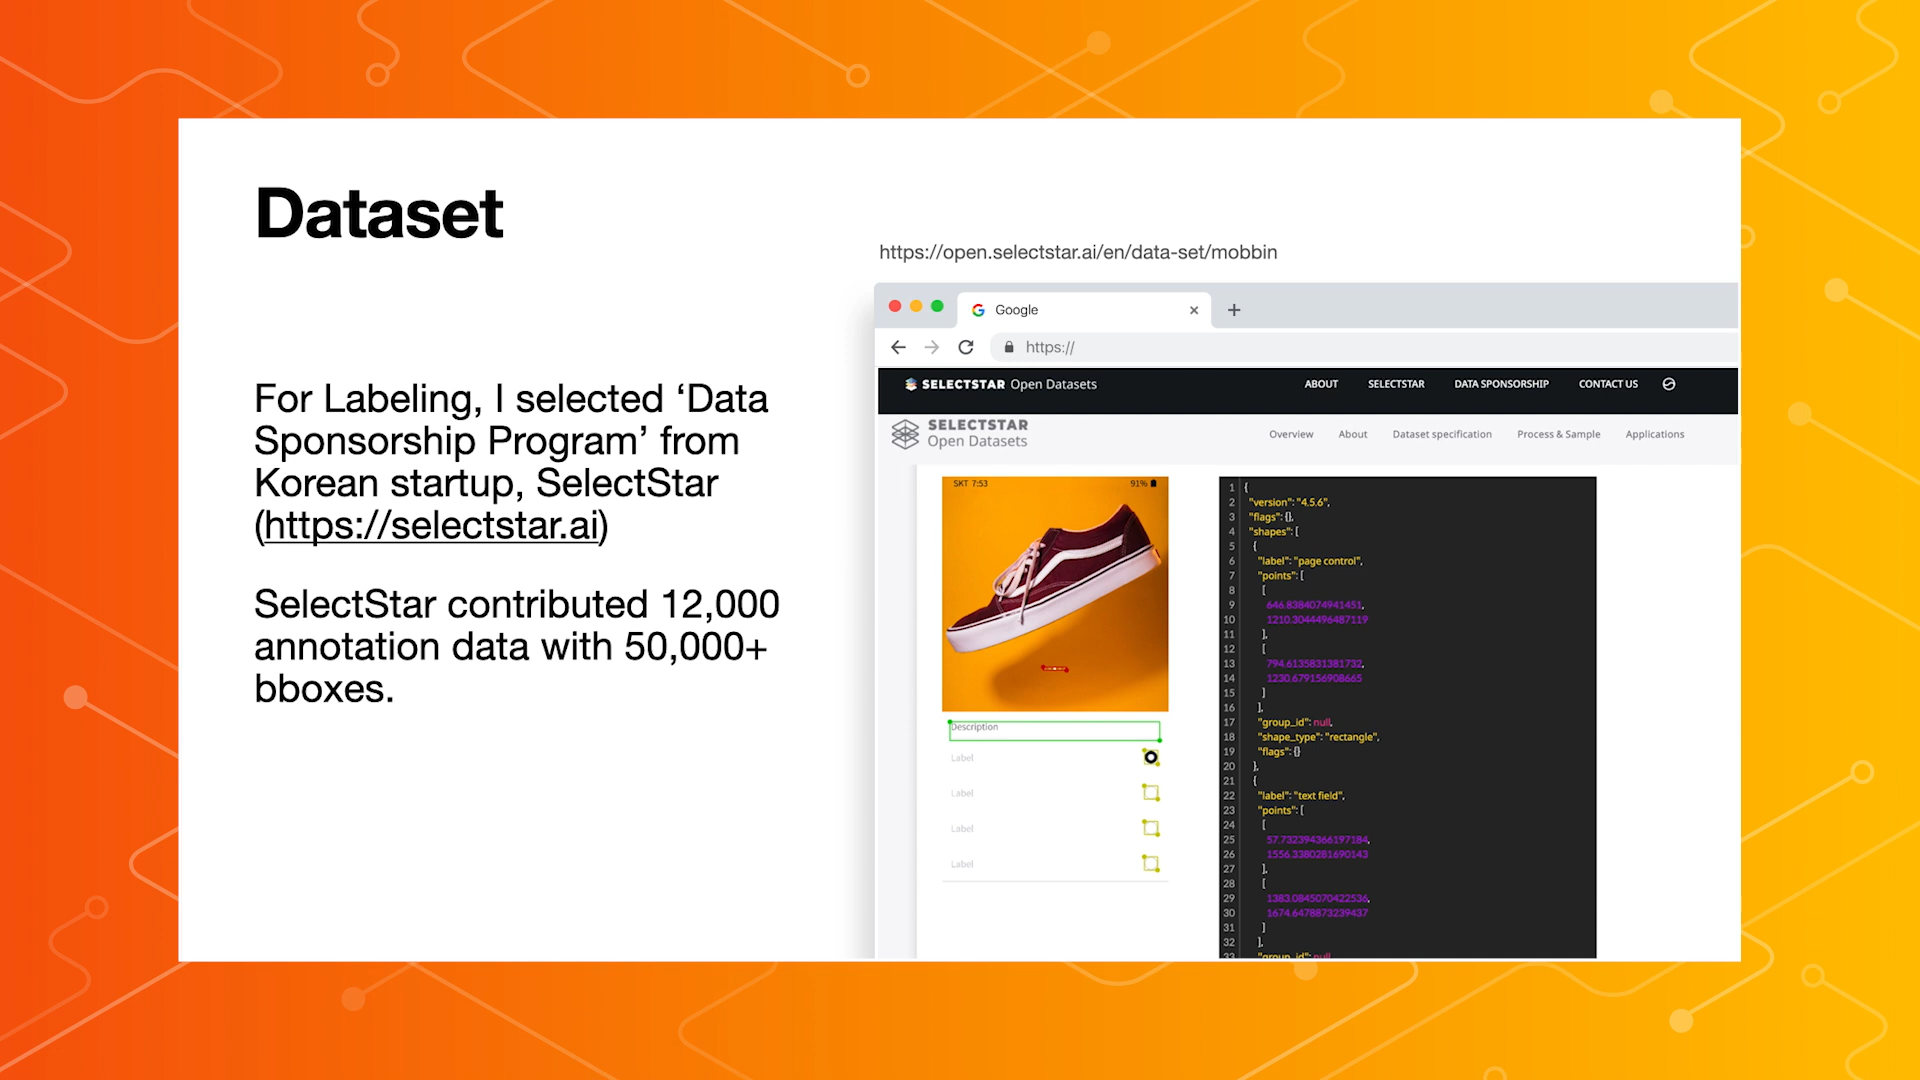 Dataset
For Labeling, I selected ‘Data
Sponsorship Program’ from
Korean startup, SelectStar
(https://selectstar.ai)
SelectStar contributed 12,000
annotation data with 50,000+
bboxes.
https://open.selectstar.ai/en/data-set/mobbin
Google
https://
SELECTSTAR Open Datasets ABOUT SELECTSTAR DATA SPONSORSHIP CONTACT US
SELECTSTAR
Open Datasets
Overview About Dataset specification Process & Sample Applications
SKT 7:53 91%
Description
Label
Label
Label
Label
1 {
2 "version": "4.5.6",
3 "flags": {},
4 "shapes": [
5 {
6 "label": "page control",
7 "points": [
8 [
9 646.8384074941451,
10 1210.3044496487119
11 ],
12 [
13 794.6135831381732,
14 1230.679156908665
15 ]
16 ],
17 "group_id": null,
18 "shape_type": "rectangle",
19 "flags": {}
20 },
21 {
22 "label": "text field",
23 "points": [
24 [
25 57.732394366197184,
26 1556.3380281690143
27 ],
28 [
29 1383.0845070422536,
30 1674.6478873239437
31 ]
32 ],
33 "group_id": null